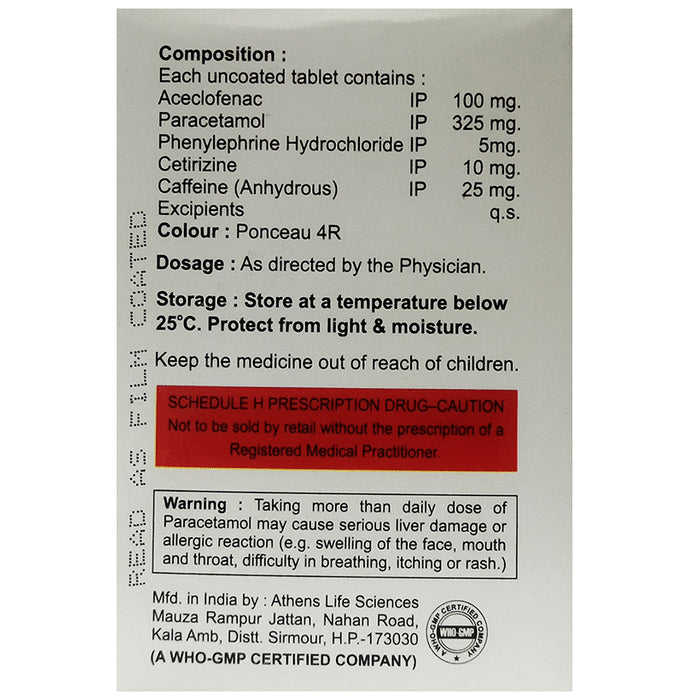 Composition :
Each uncoated tablet contains :
Aceclofenac IP 100 mg.
Paracetamol IP 325 mg.
Phenylephrine Hydrochloride IP 5mg.
Cetirizine IP 10 mg.
Caffeine (Anhydrous) IP 25 mg.
Excipients q.s.
Colour : Ponceau 4R
Dosage : As directed by the Physician.
Storage : Store at a temperature below
25°C. Protect from light & moisture.
Keep the medicine out of reach of children.
SCHEDULE H PRESCRIPTION DRUG–CAUTION
Not to be sold by retail without the prescription of a
Registered Medical Practitioner.
Warning : Taking more than daily dose of
Paracetamol may cause serious liver damage or
allergic reaction (e.g. swelling of the face, mouth
and throat, difficulty in breathing, itching or rash.)
Mfd. in India by : Athens Life Sciences
Mauza Rampur Jattan, Nahan Road,
Kala Amb, Distt. Sirmour, H.P.-173030
(A WHO-GMP CERTIFIED COMPANY)
A WHO-GMP CERTIFIED COMPANY
WHO-GMP
READ AS FILM COATED